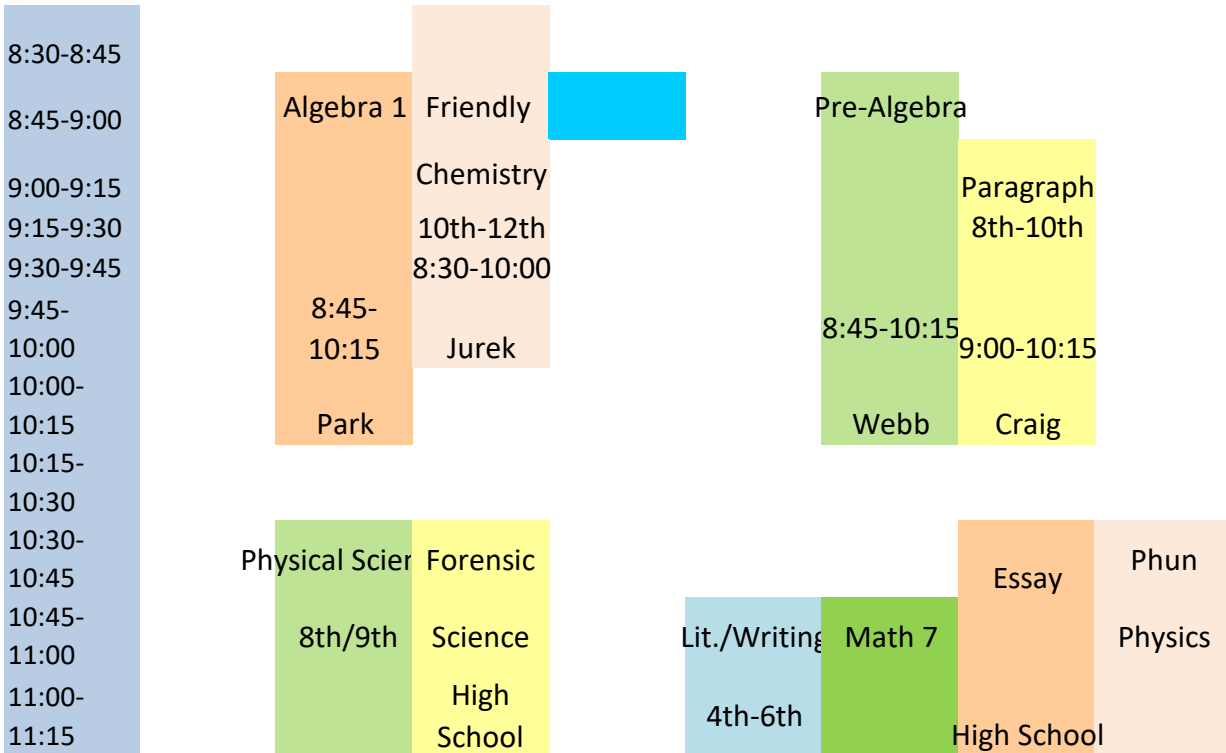 8:30-8:45
8:45-9:00
Algebra 1
Friendly
Pre-Algebra
9:00-9:15
Chemistry
Paragraph
9:15-9:30
10th-12th
8th-10th
9:30-9:45
8:30-10:00
9:45-
10:00
8:45-
10:15
Jurek
8:45-10:15
9:00-10:15
10:00-
10:15
Park
Webb
Craig
10:15-
10:30
10:30-
10:45
Physical Scien
Forensic
Essay
Phun
10:45-
11:00
8th/9th
Science
Lit./Writing
Math 7
Physics
11:00-
11:15
High
School
4th-6th
High School